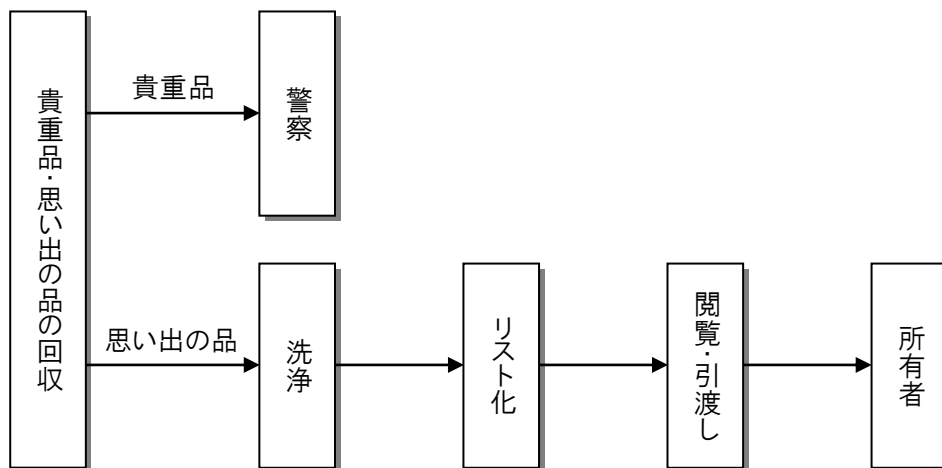 貴重品・思い出の品の回収
貴重品
警察
思い出の品
洗浄
リスト化
閲覧・引渡し
所有者